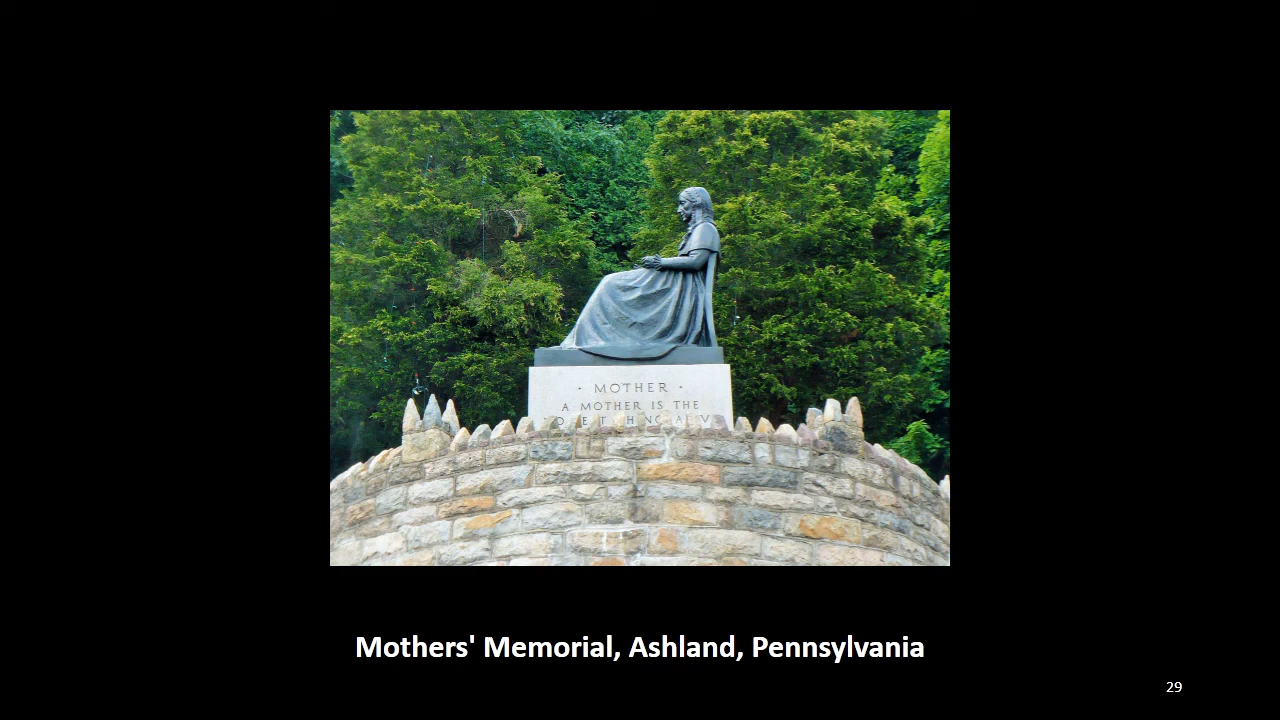 · MOTHER ·
A MOTHER IS THE
Mothers' Memorial, Ashland, Pennsylvania
29